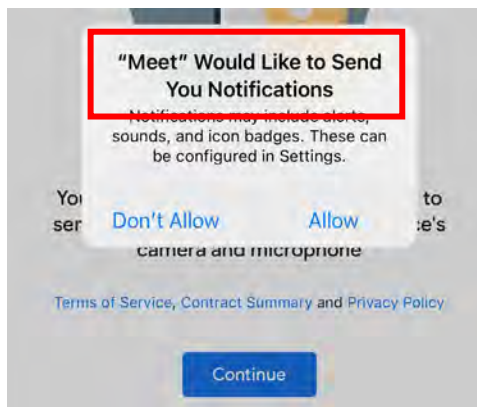 “Meet” Would Like to Send
You Notifications
Notifications may include alerts,
sounds, and icon badges. These can
be configured in Settings.
to
Don’t Allow
Allow
camera and microphone
Terms of Service, Contract Summary and Privacy Policy
Continue